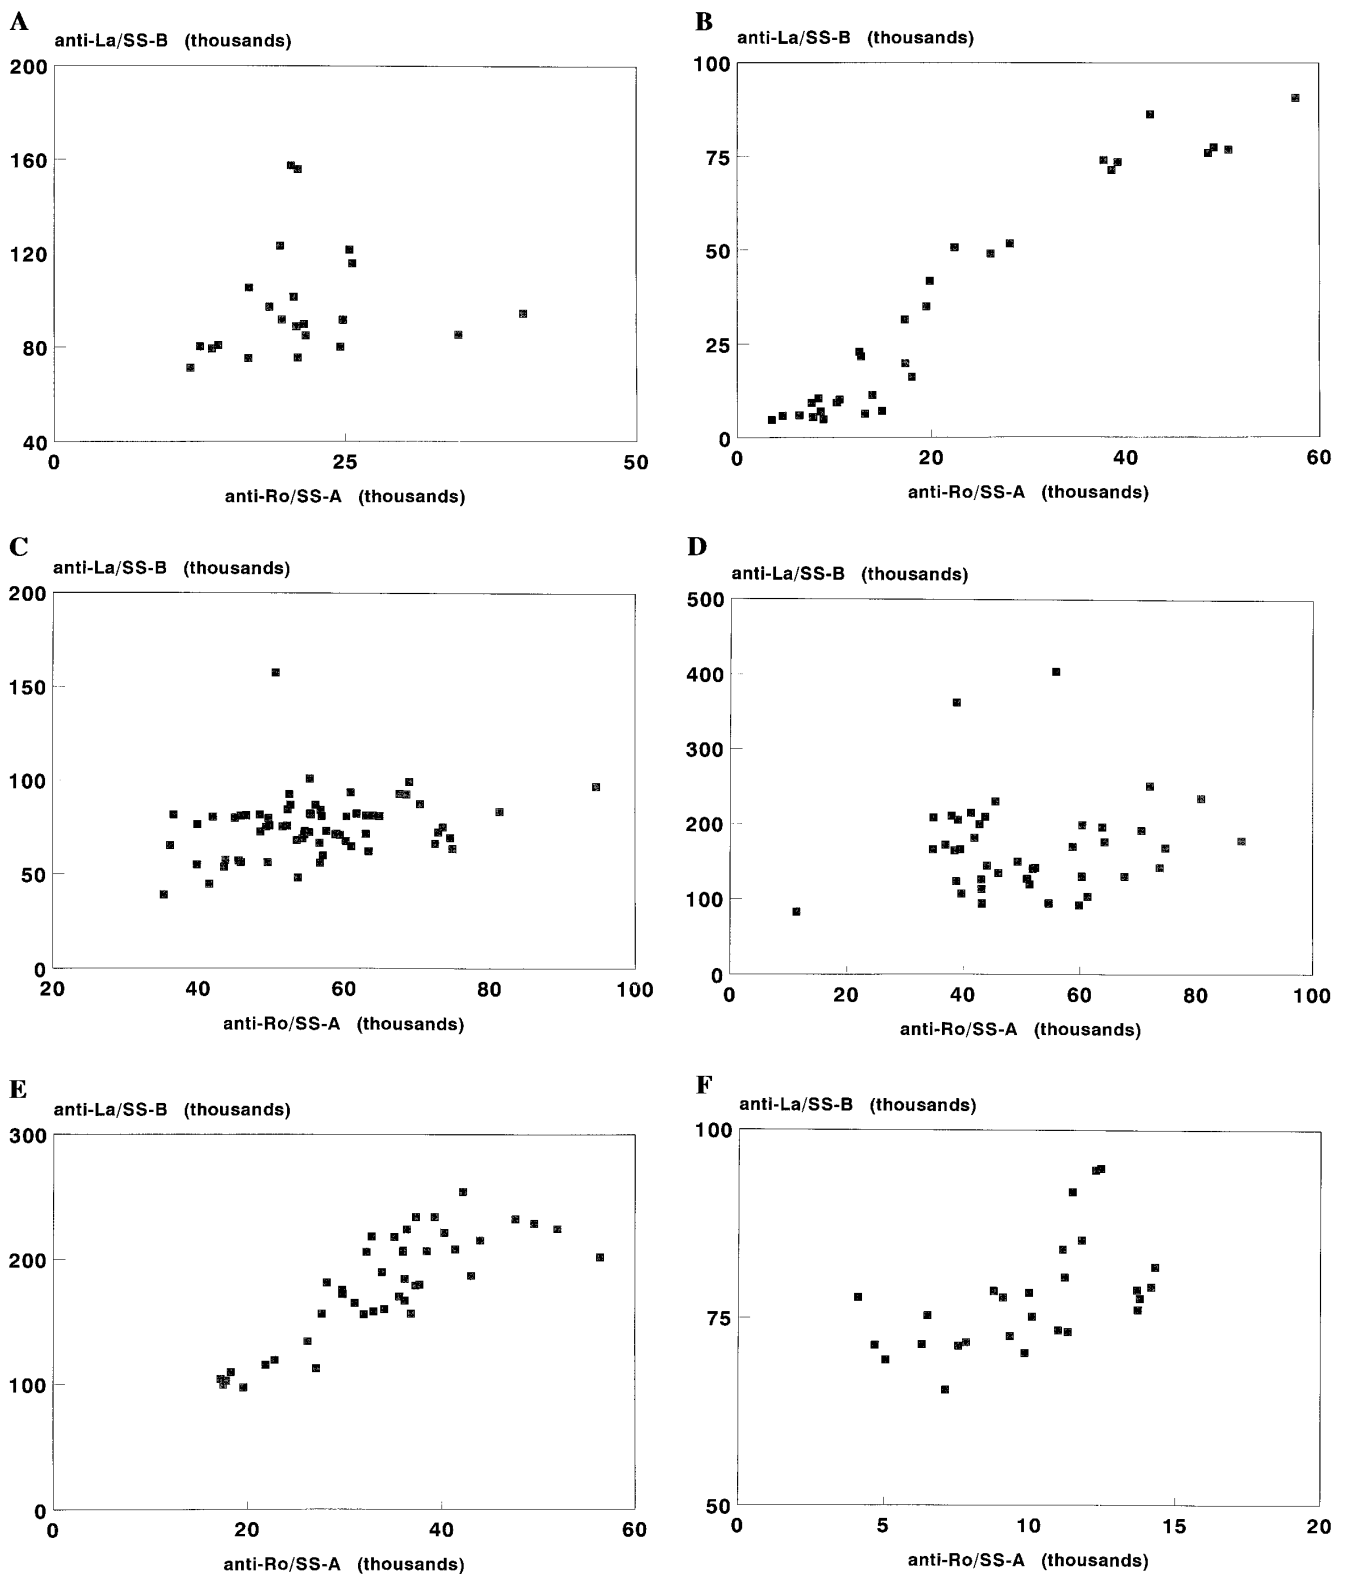 A
anti-La/SS-B (thousands)
200
160
120
80
40
0 25 50
anti-Ro/SS-A (thousands)
B
anti-La/SS-B (thousands)
100
75
50
25
0
0 20 40 60
anti-Ro/SS-A (thousands)
C
anti-La/SS-B (thousands)
200
150
100
50
0
20 40 60 80 100
anti-Ro/SS-A (thousands)
D
anti-La/SS-B (thousands)
500
400
300
200
100
0
0 20 40 60 80 100
anti-Ro/SS-A (thousands)
E
anti-La/SS-B (thousands)
300
200
100
0
0 20 40 60
anti-Ro/SS-A (thousands)
F
anti-La/SS-B (thousands)
100
75
50
0 5 10 15 20
anti-Ro/SS-A (thousands)